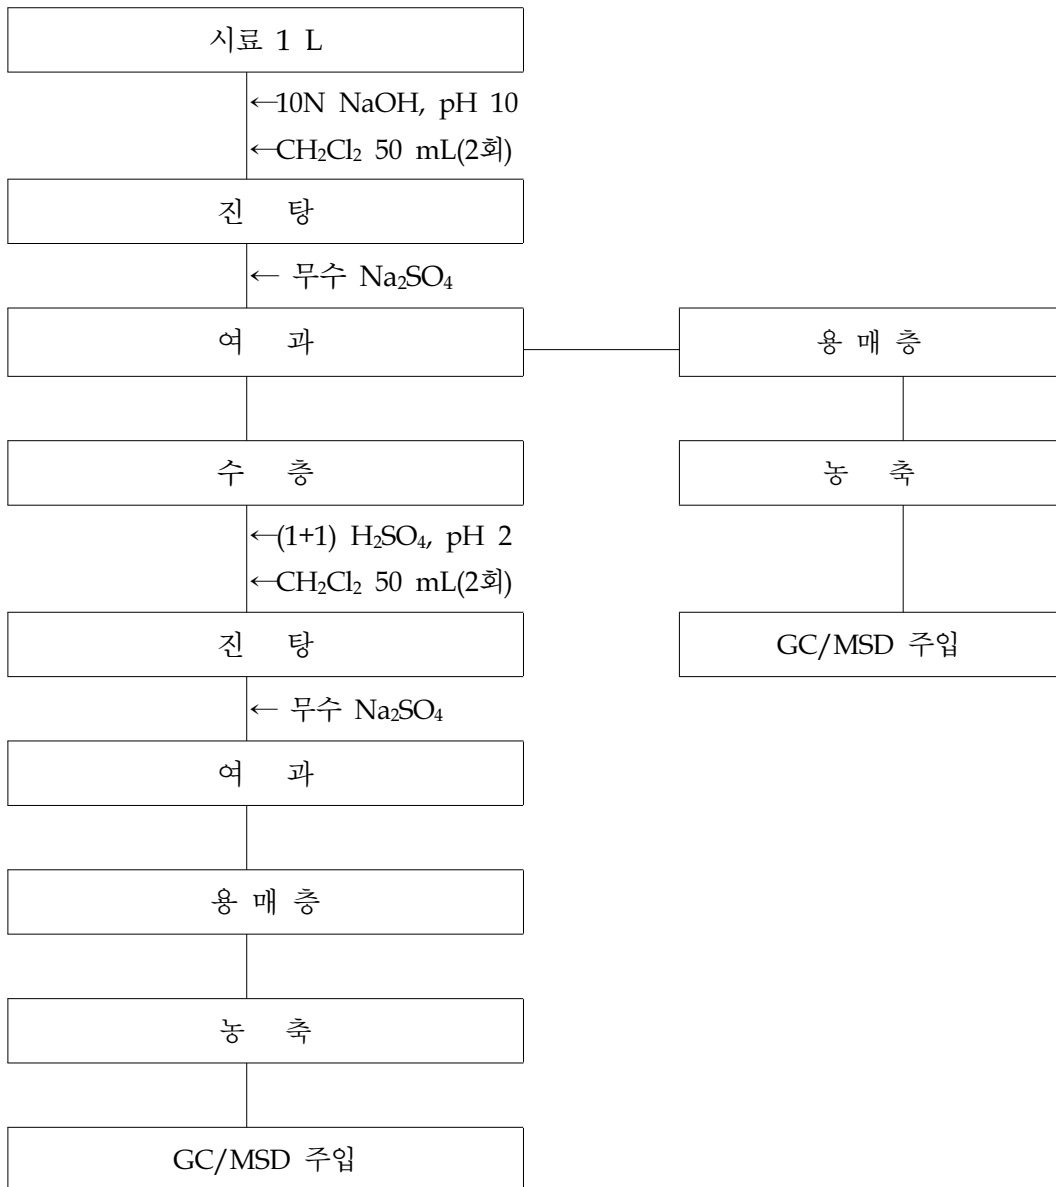 시료 1 L
←10N NaOH, pH 10
←CH₂Cl₂ 50 mL(2회)
진 탕
← 무수 Na₂SO₄
여 과
용 매 층
수 층
농 축
←(1+1) H₂SO₄, pH 2
←CH₂Cl₂ 50 mL(2회)
진 탕
GC/MSD 주입
← 무수 Na₂SO₄
여 과
용 매 층
농 축
GC/MSD 주입